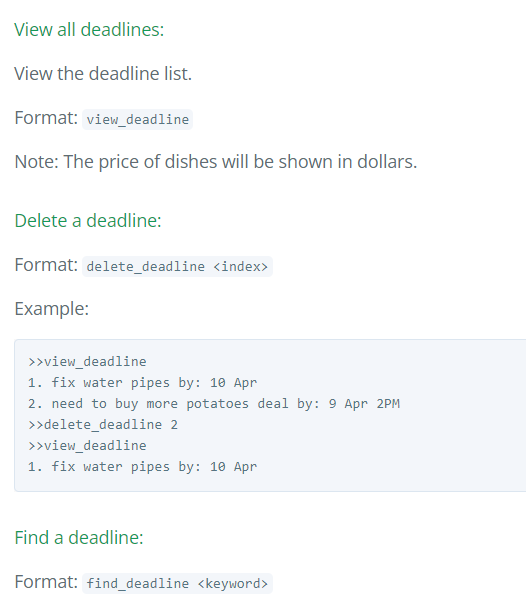 View all deadlines:
View the deadline list.
Format: view_deadline
Note: The price of dishes will be shown in dollars.
Delete a deadline:
Format: delete_deadline <index>
Example:
>>view_deadline
1. fix water pipes by: 10 Apr
2. need to buy more potatoes deal by: 9 Apr 2PM
>>delete_deadline 2
>>view_deadline
1. fix water pipes by: 10 Apr
Find a deadline:
Format: find_deadline <keyword>